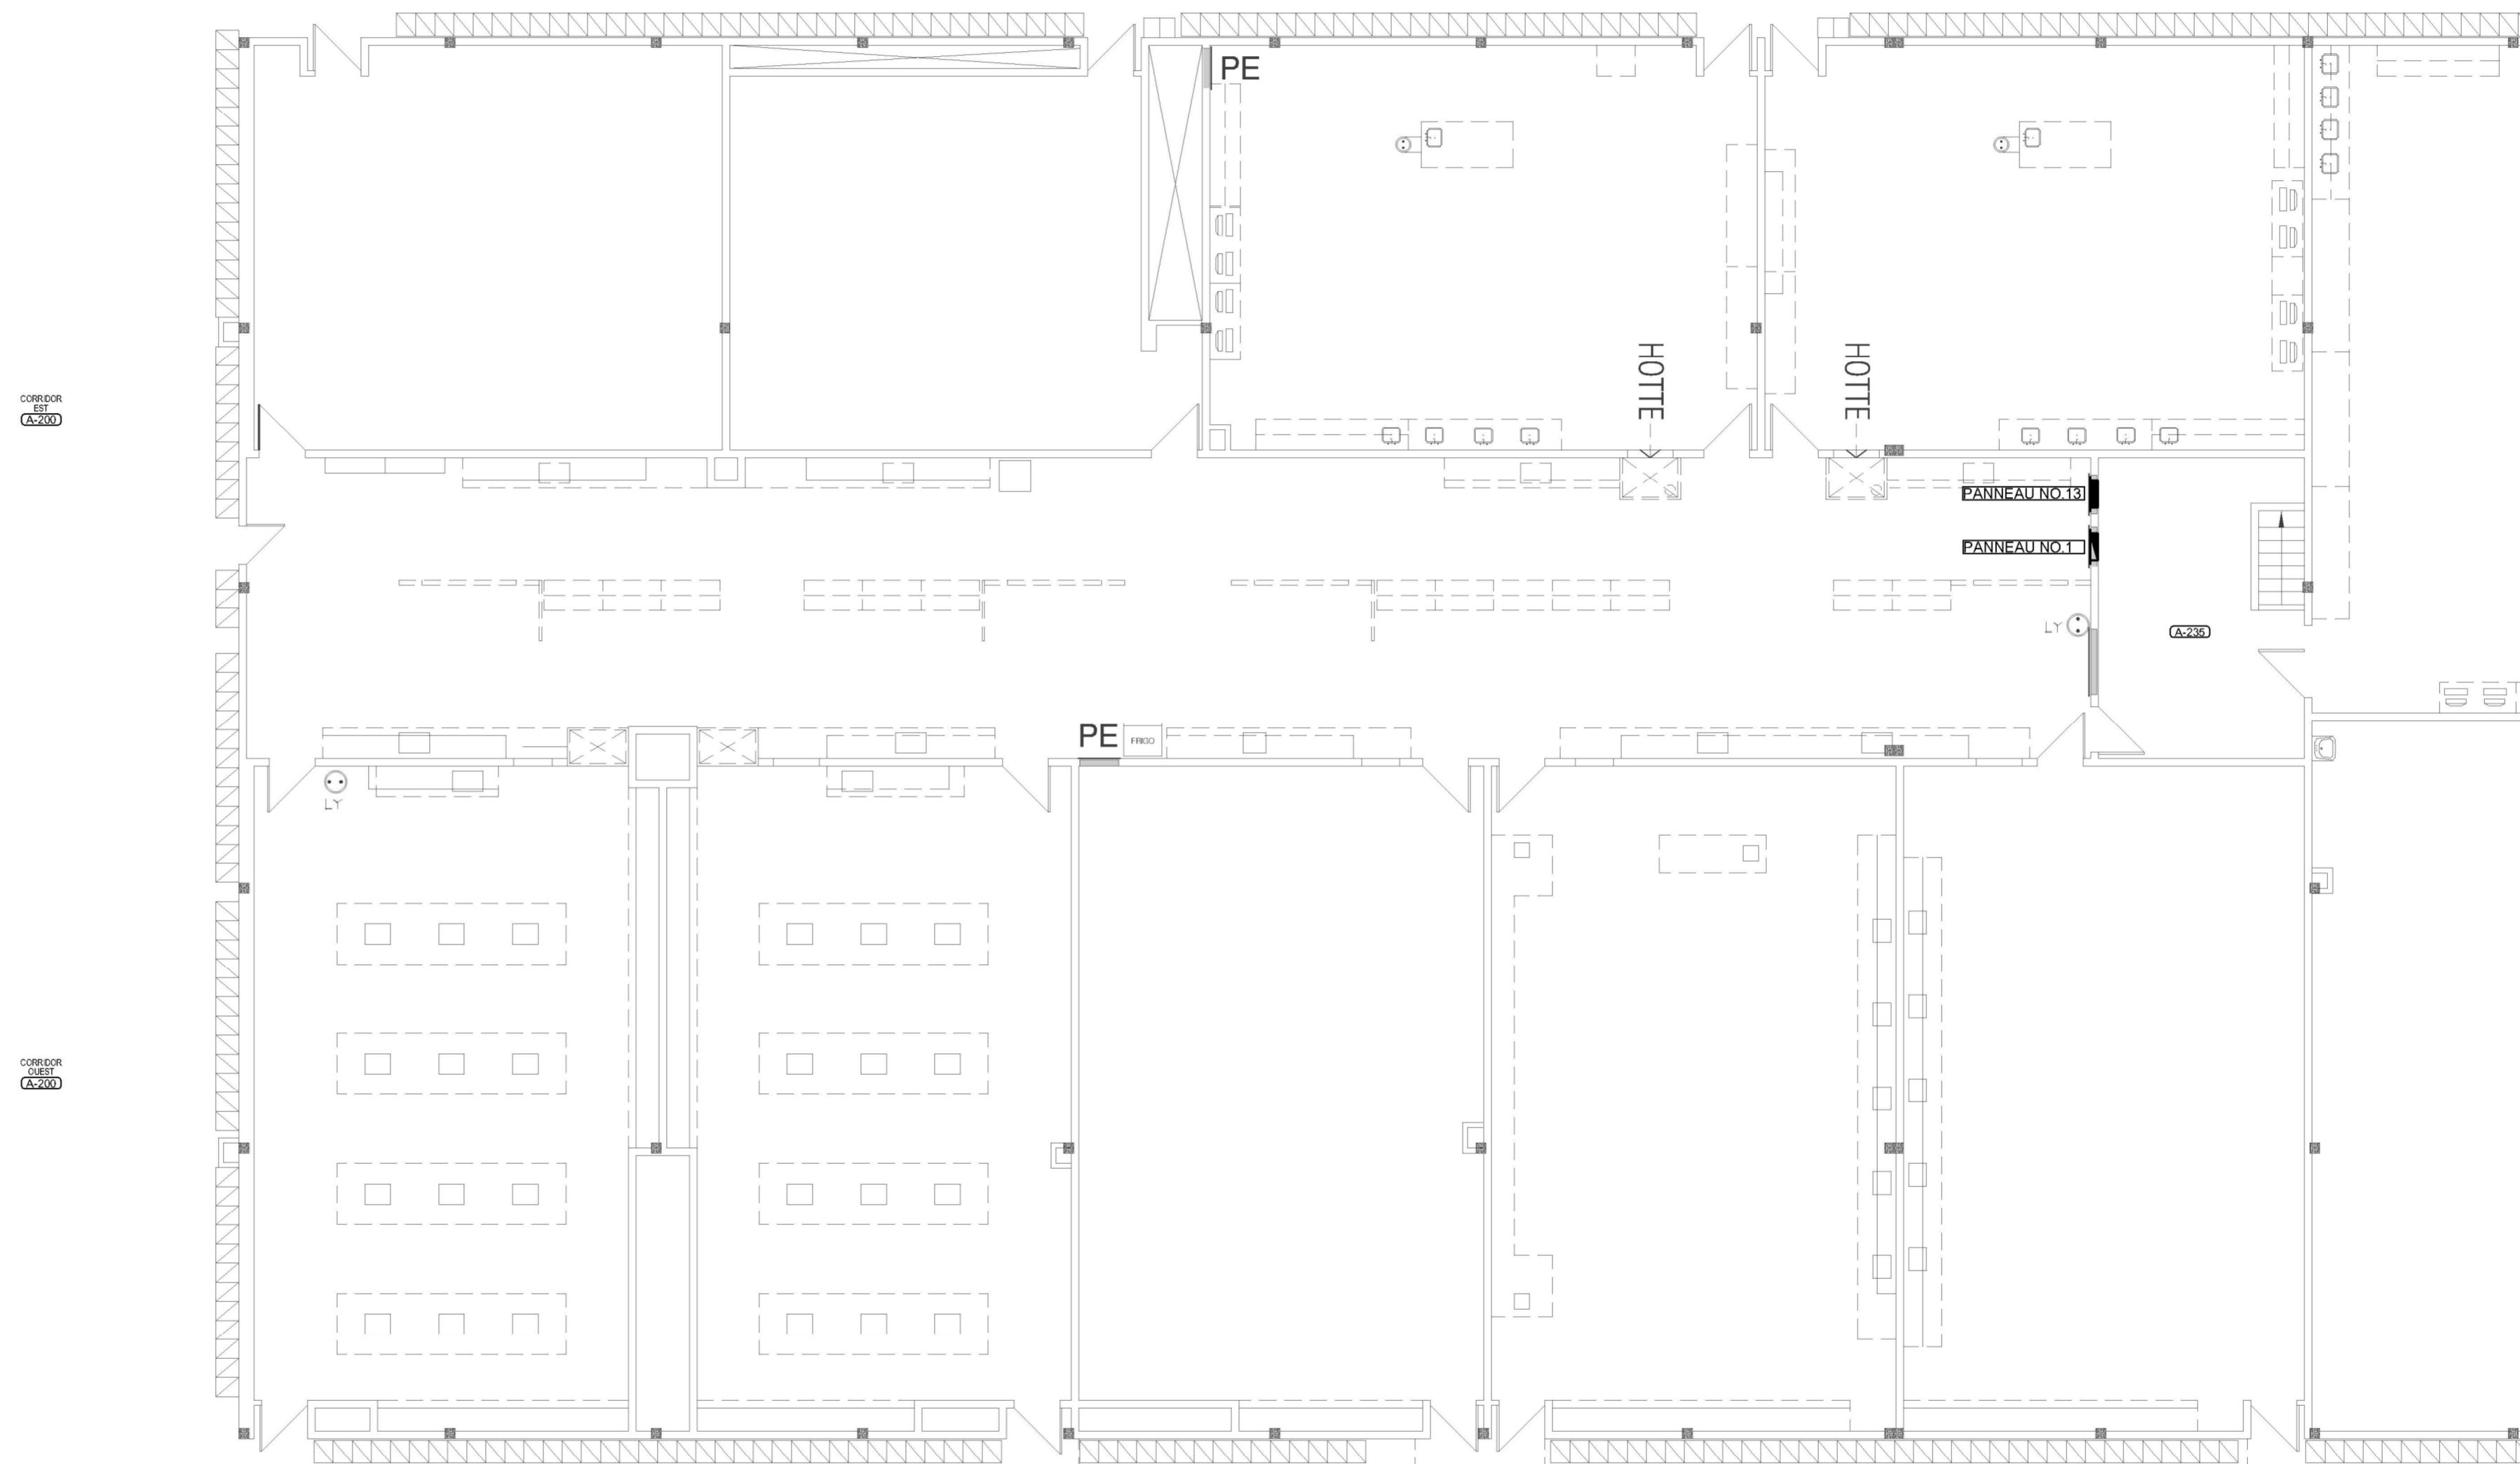 PE
HOTTE
HOTTE
CORRIDOR
EST
A-200
PANNEAU NO.13
PANNEAU NO.1
LY
A-235
PE
FRIGO
LY
CORRIDOR
OUEST
A-200